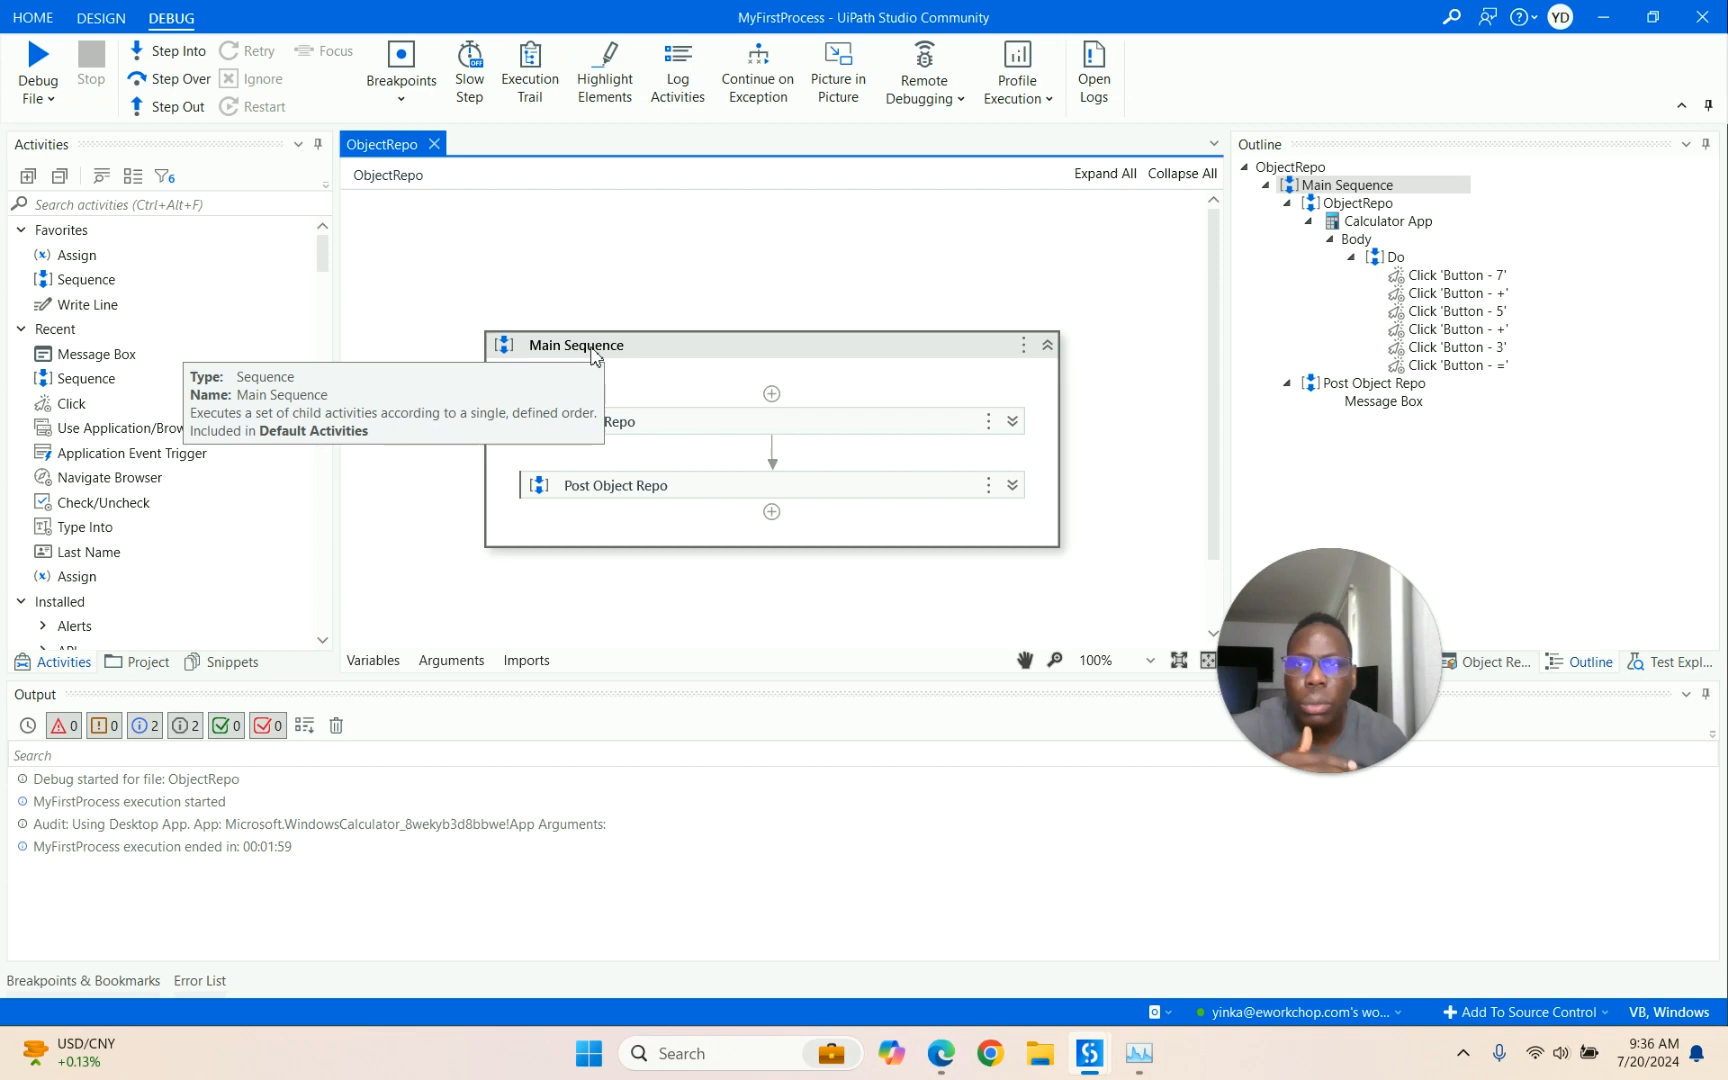 HOME DESIGN DEBUG
MyFirstProcess - UiPath Studio Community
YD
Debug File
Stop
Step Into
Step Over
Step Out
Retry
Ignore
Restart
Focus
Breakpoints
Slow Step
OFF
Execution Trail
Highlight Elements
Log Activities
Continue on Exception
Picture in Picture
Remote Debugging
Profile Execution
Open Logs
Activities
6
Search activities (Ctrl+Alt+F)
Favorites
Assign
Sequence
Write Line
Recent
Message Box
Sequence
Click
Use Application/Brow
Application Event Trigger
Navigate Browser
Check/Uncheck
Type Into
Last Name
Assign
Installed
Alerts
Activities Project Snippets
ObjectRepo
ObjectRepo
Expand All Collapse All
Main Sequence
Type: Sequence
Name: Main Sequence
Executes a set of child activities according to a single, defined order.
Included in Default Activities
Repo
Post Object Repo
Variables Arguments Imports
100%
Outline
ObjectRepo
Main Sequence
ObjectRepo
Calculator App
Body
Do
Click 'Button - 7'
Click 'Button - +'
Click 'Button - 5'
Click 'Button - +'
Click 'Button - 3'
Click 'Button - ='
Post Object Repo
Message Box
Object Re... Outline Test Expl...
Output
0 0 2 2 0 0
Search
Debug started for file: ObjectRepo
MyFirstProcess execution started
Audit: Using Desktop App. App: Microsoft.WindowsCalculator_8wekyb3d8bbwe!App Arguments:
MyFirstProcess execution ended in: 00:01:59
Breakpoints & Bookmarks Error List
yinka@eworkchop.com's wo...
Add To Source Control
VB, Windows
USD/CNY
+0.13%
Search
9:36 AM
7/20/2024